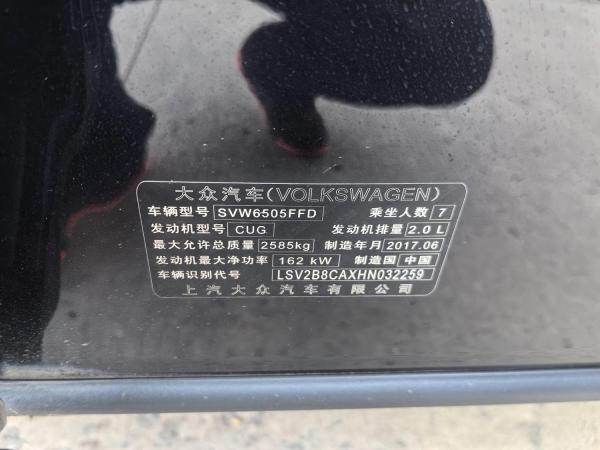 大众汽车(VOLKSWAGEN)
车辆型号 SVW6505FFD 乘坐人数 7
发动机型号 CUG 发动机排量 2.0 L
最大允许总质量 2585kg 制造年月 2017.06
发动机最大净功率 162 kW 制造国 中国
车辆识别代号 LSV2B8CAXHN032259
上汽大众汽车有限公司